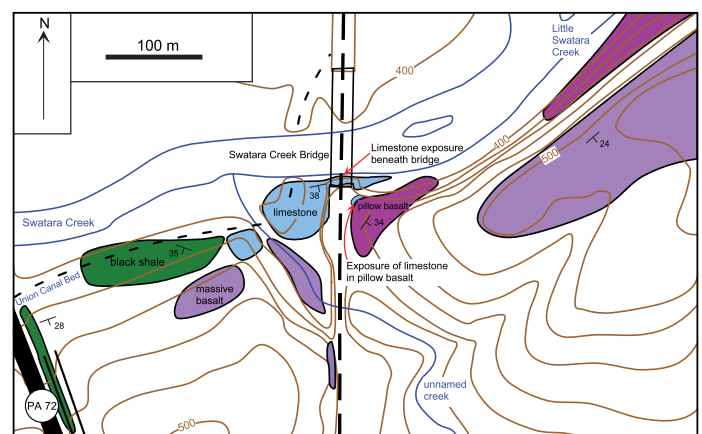 N
100 m
Little
Swatara
Creek
400
400
500
24
Swatara Creek Bridge
Limestone exposure
beneath bridge
38
limestone
pillow basalt
34
Swatara Creek
35
black shale
Exposure of limestone
in pillow basalt
Union Canal Bed
massive
basalt
28
unnamed
creek
PA 72
500